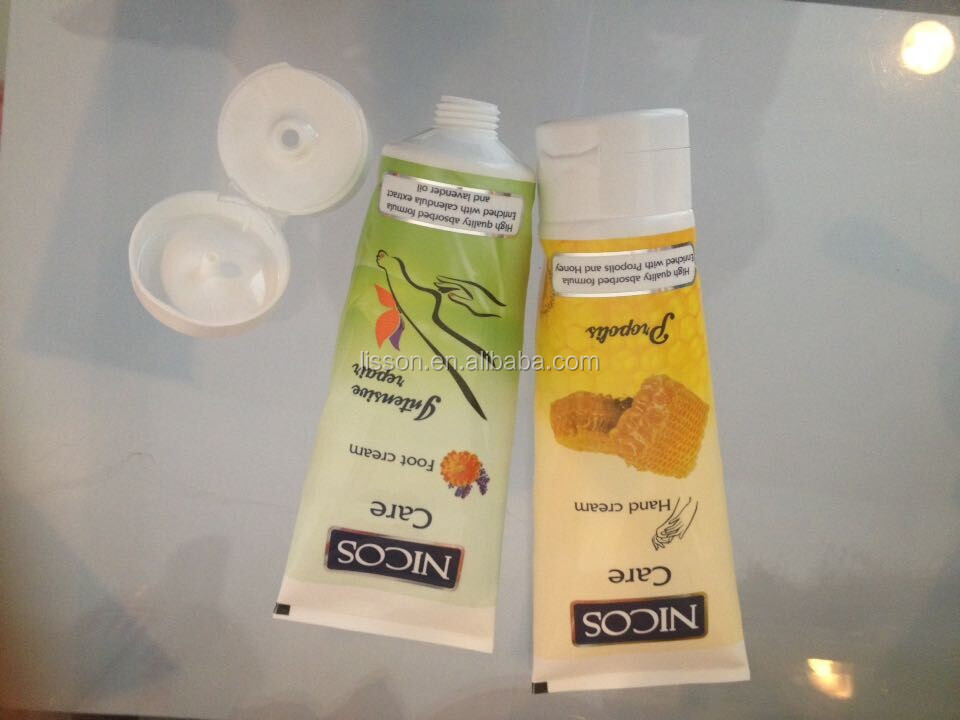 NICOS
Care
Foot cream
Intensive
repair
High quality absorbed formula
Enriched with calendula extract
and lavender oil
NICOS
Care
Hand cream
Propolis
High quality absorbed formula
Enriched with Propolis and Honey
lisson.en.alibaba.com